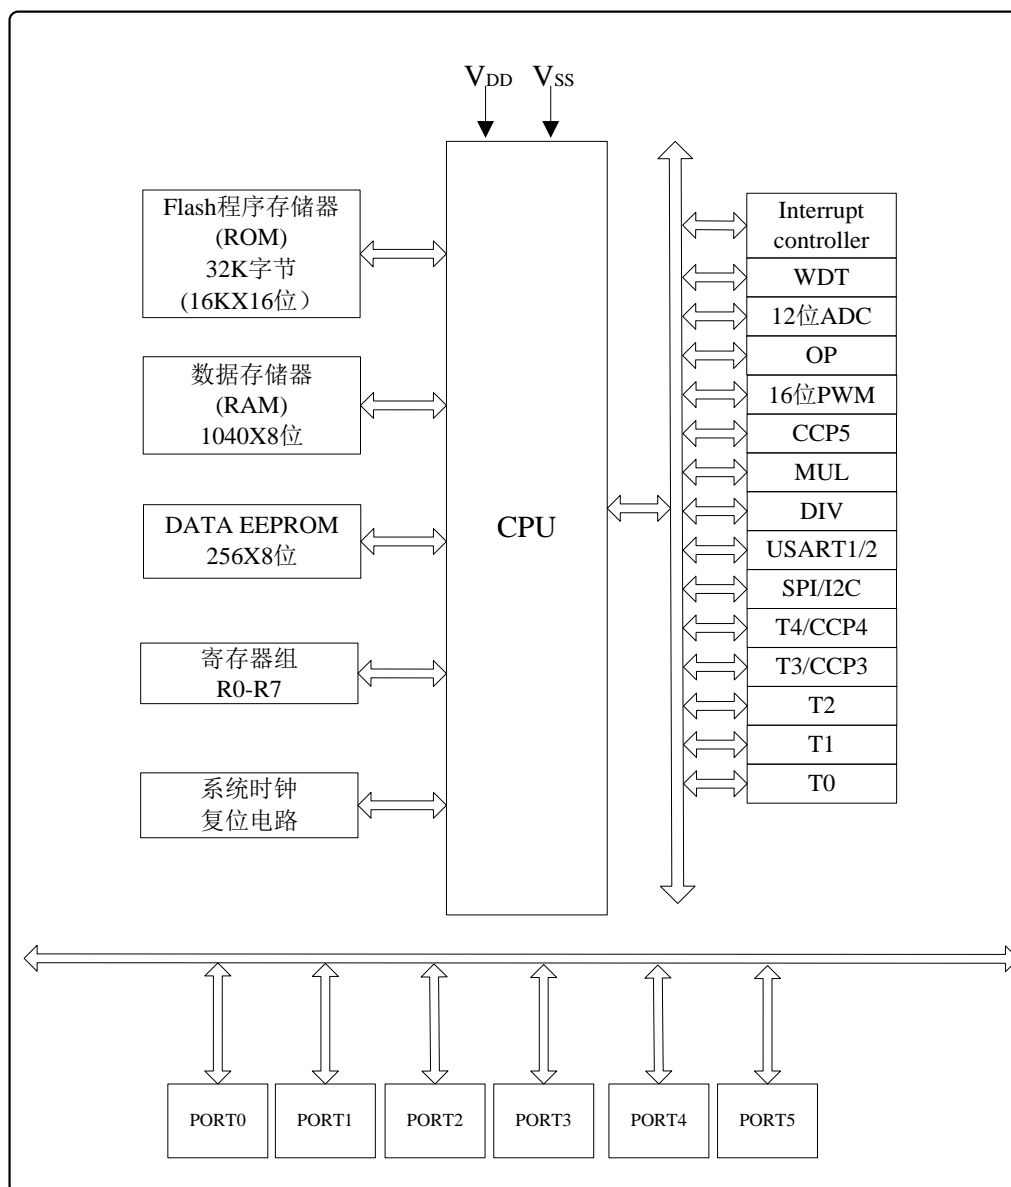 VDD
VSS
Flash程序存储器
(ROM)
32K字节
(16KX16位）
数据存储器
(RAM)
1040X8位
DATA EEPROM
256X8位
寄存器组
R0-R7
系统时钟
复位电路
CPU
Interrupt
controller
WDT
12位ADC
OP
16位PWM
CCP5
MUL
DIV
USART1/2
SPI/I2C
T4/CCP4
T3/CCP3
T2
T1
T0
PORT0
PORT1
PORT2
PORT3
PORT4
PORT5